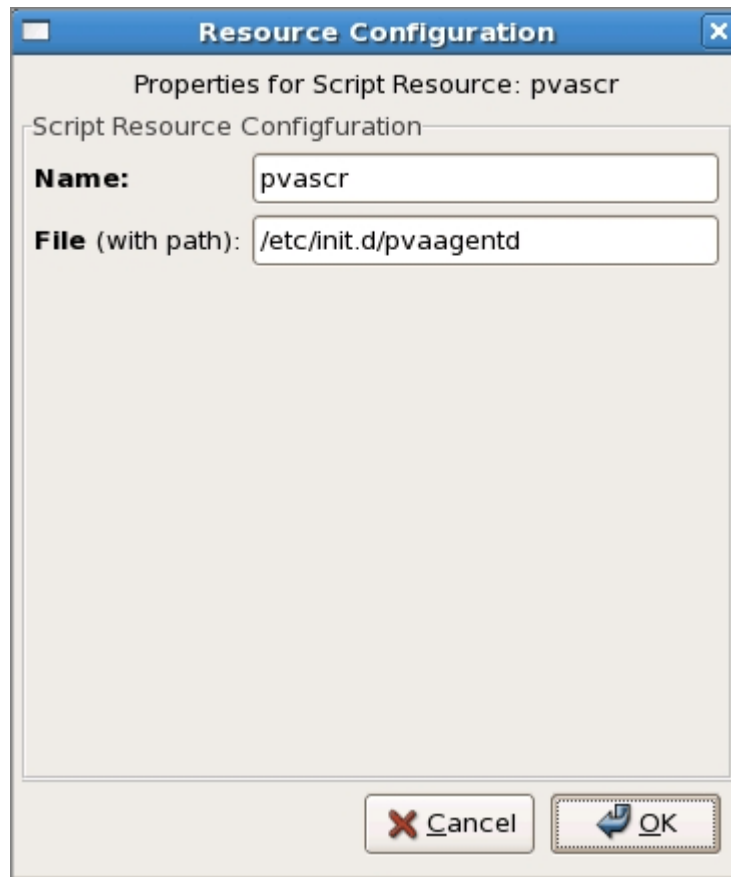 Resource Configuration
Properties for Script Resource: pvascr
Script Resource Configfuration
Name: pvascr
File (with path): /etc/init.d/pvaagentd
Cancel OK